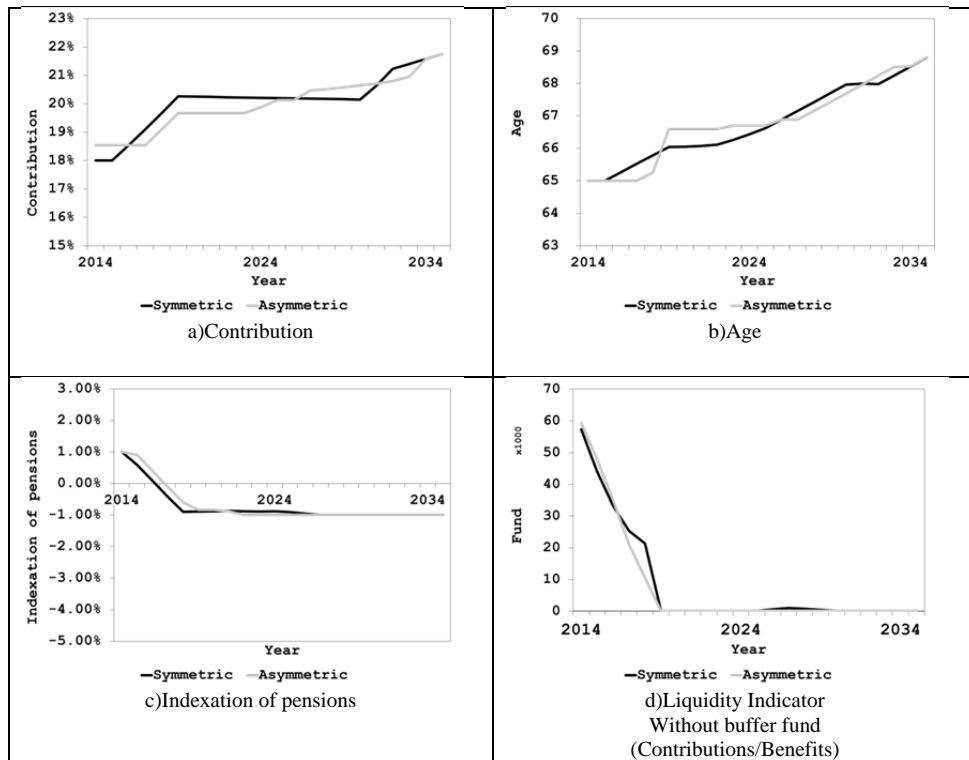 23%
22%
21%
20%
19%
18%
17%
16%
15%
Contribution
2014 2024 2034
Year
Symmetric Asymmetric
a)Contribution
70
69
68
67
66
65
64
63
Age
2014 2024 2034
Year
Symmetric Asymmetric
b)Age
3.00%
2.00%
1.00%
0.00%
-1.00%
-2.00%
-3.00%
-4.00%
-5.00%
Indexation of pensions
2014 2024 2034
Year
Symmetric Asymmetric
c)Indexation of pensions
70
60
50
40
30
20
10
0
x1000
Fund
2014 2024 2034
Year
Symmetric Asymmetric
d)Liquidity Indicator
Without buffer fund
(Contributions/Benefits)